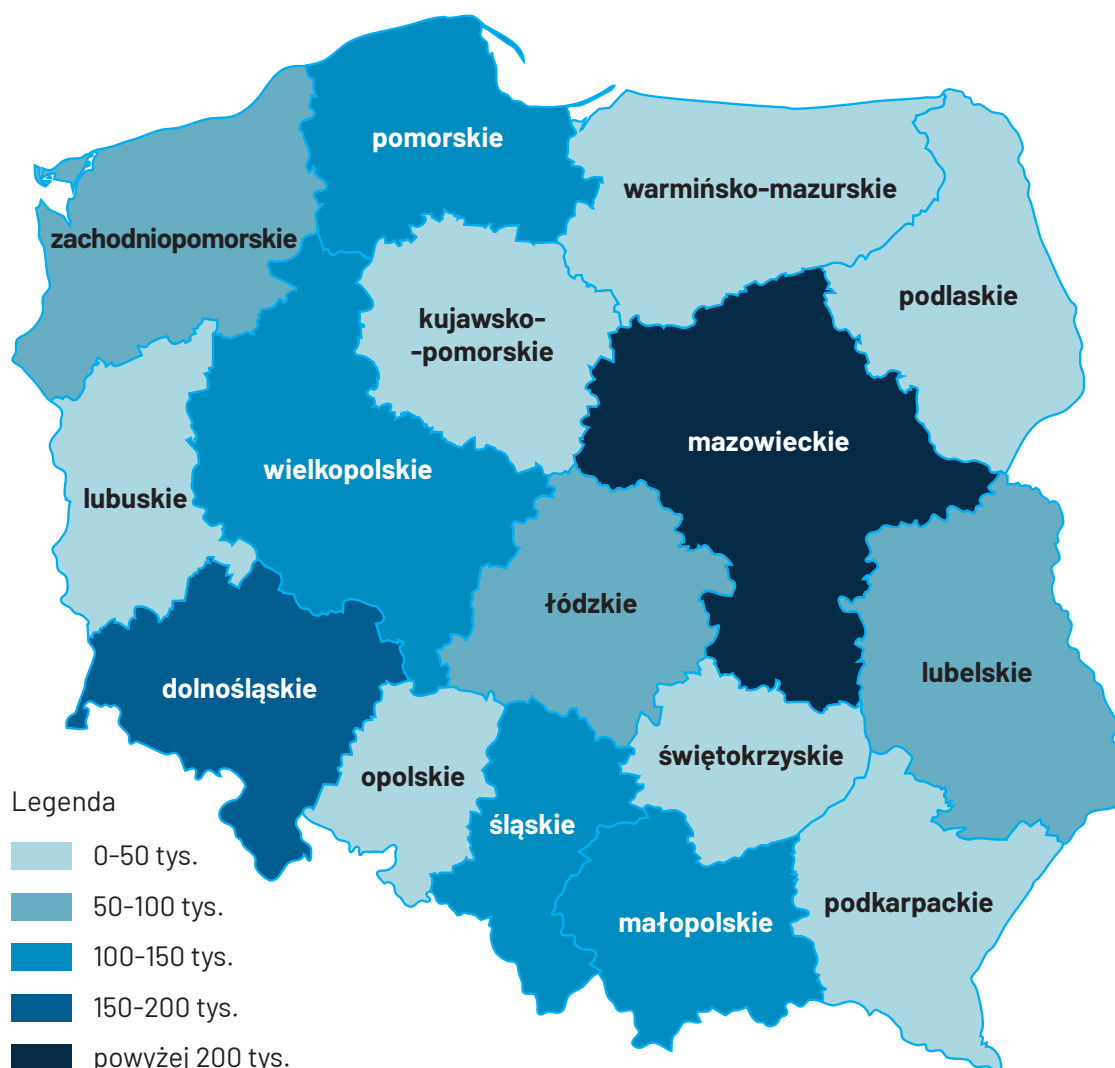 pomorskie
warmińsko-mazurskie
zachodniopomorskie
podlaskie
kujawsko-
-pomorskie
mazowieckie
wielkopolskie
lubuskie
łódzkie
lubelskie
dolnośląskie
świętokrzyskie
opolskie
śląskie
podkarpackie
małopolskie
Legenda
0-50 tys.
50-100 tys.
100-150 tys.
150-200 tys.
powyżej 200 tys.